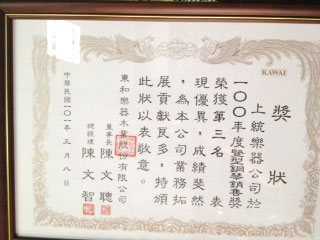 KAWAI
獎狀
上統樂器公司於
一〇〇年度豎型鋼琴銷售獎
榮獲第三名　表
現優異，成績斐然
，為本公司業務拓
展貢獻良多，特頒
此狀以表敬意。
東和樂器木業股份有限公司
董事長 陳文聰
總經理 陳文智
中華民國一〇一年三月八日